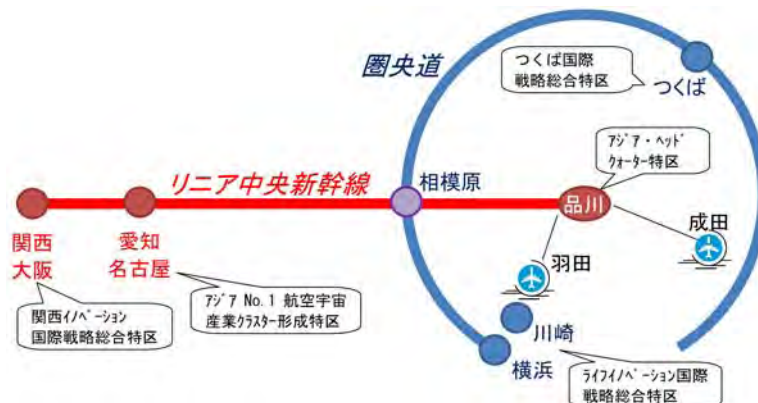 圏央道
つくば国際
戦略総合特区
つくば
アジア・ヘッド
クォーター特区
リニア中央新幹線
相模原
品川
成田
羽田
関西
大阪
愛知
名古屋
関西イノベーション
国際戦略総合特区
アジア No.1 航空宇宙
産業クラスター形成特区
川崎
横浜
ライフイノベーション国際
戦略総合特区